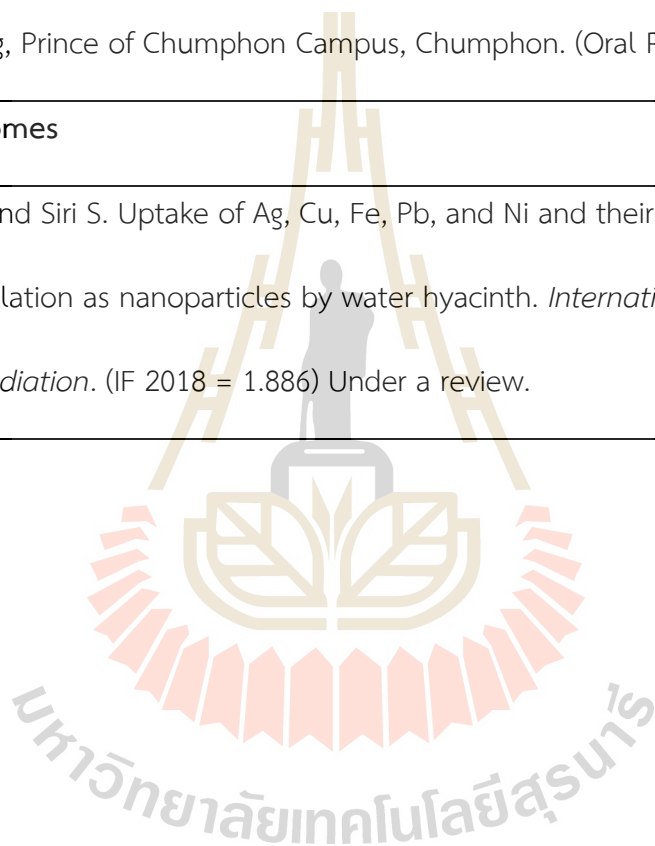 g, Prince of Chumphon Campus, Chumphon. (Oral P
omes
nd Siri S. Uptake of Ag, Cu, Fe, Pb, and Ni and their
lation as nanoparticles by water hyacinth. Internati
diation. (IF 2018 = 1.886) Under a review.
มหาวิทยาลัยเทคโนโลยีสุรนารี